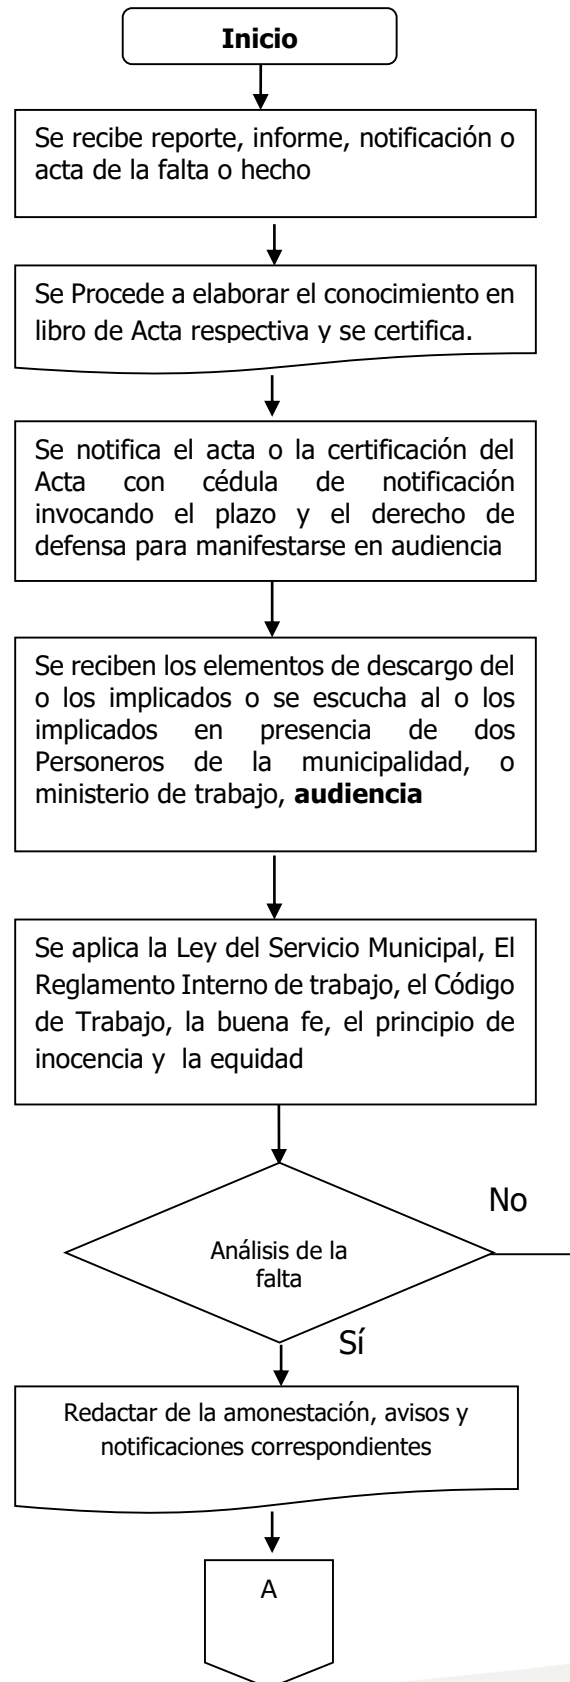 Inicio
Se recibe reporte, informe, notificación o
acta de la falta o hecho
Se Procede a elaborar el conocimiento en
libro de Acta respectiva y se certifica.
Se notifica el acta o la certificación del
Acta con cédula de notificación
invocando el plazo y el derecho de
defensa para manifestarse en audiencia
Se reciben los elementos de descargo del
o los implicados o se escucha al o los
implicados en presencia de dos
Personeros de la municipalidad, o
ministerio de trabajo, audiencia
Se aplica la Ley del Servicio Municipal, El
Reglamento Interno de trabajo, el Código
de Trabajo, la buena fe, el principio de
inocencia y la equidad
No
Análisis de la
falta
Sí
Redactar de la amonestación, avisos y
notificaciones correspondientes
A